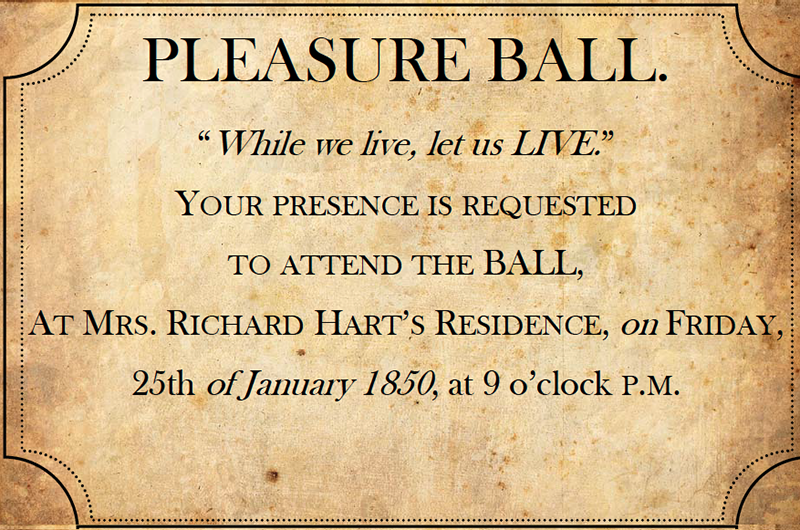 PLEASURE BALL.
“ While we live, let us LIVE.”
YOUR PRESENCE IS REQUESTED
TO ATTEND THE BALL,
AT MRS. RICHARD HART’S RESIDENCE, on FRIDAY,
25th of January 1850, at 9 o’clock P.M.